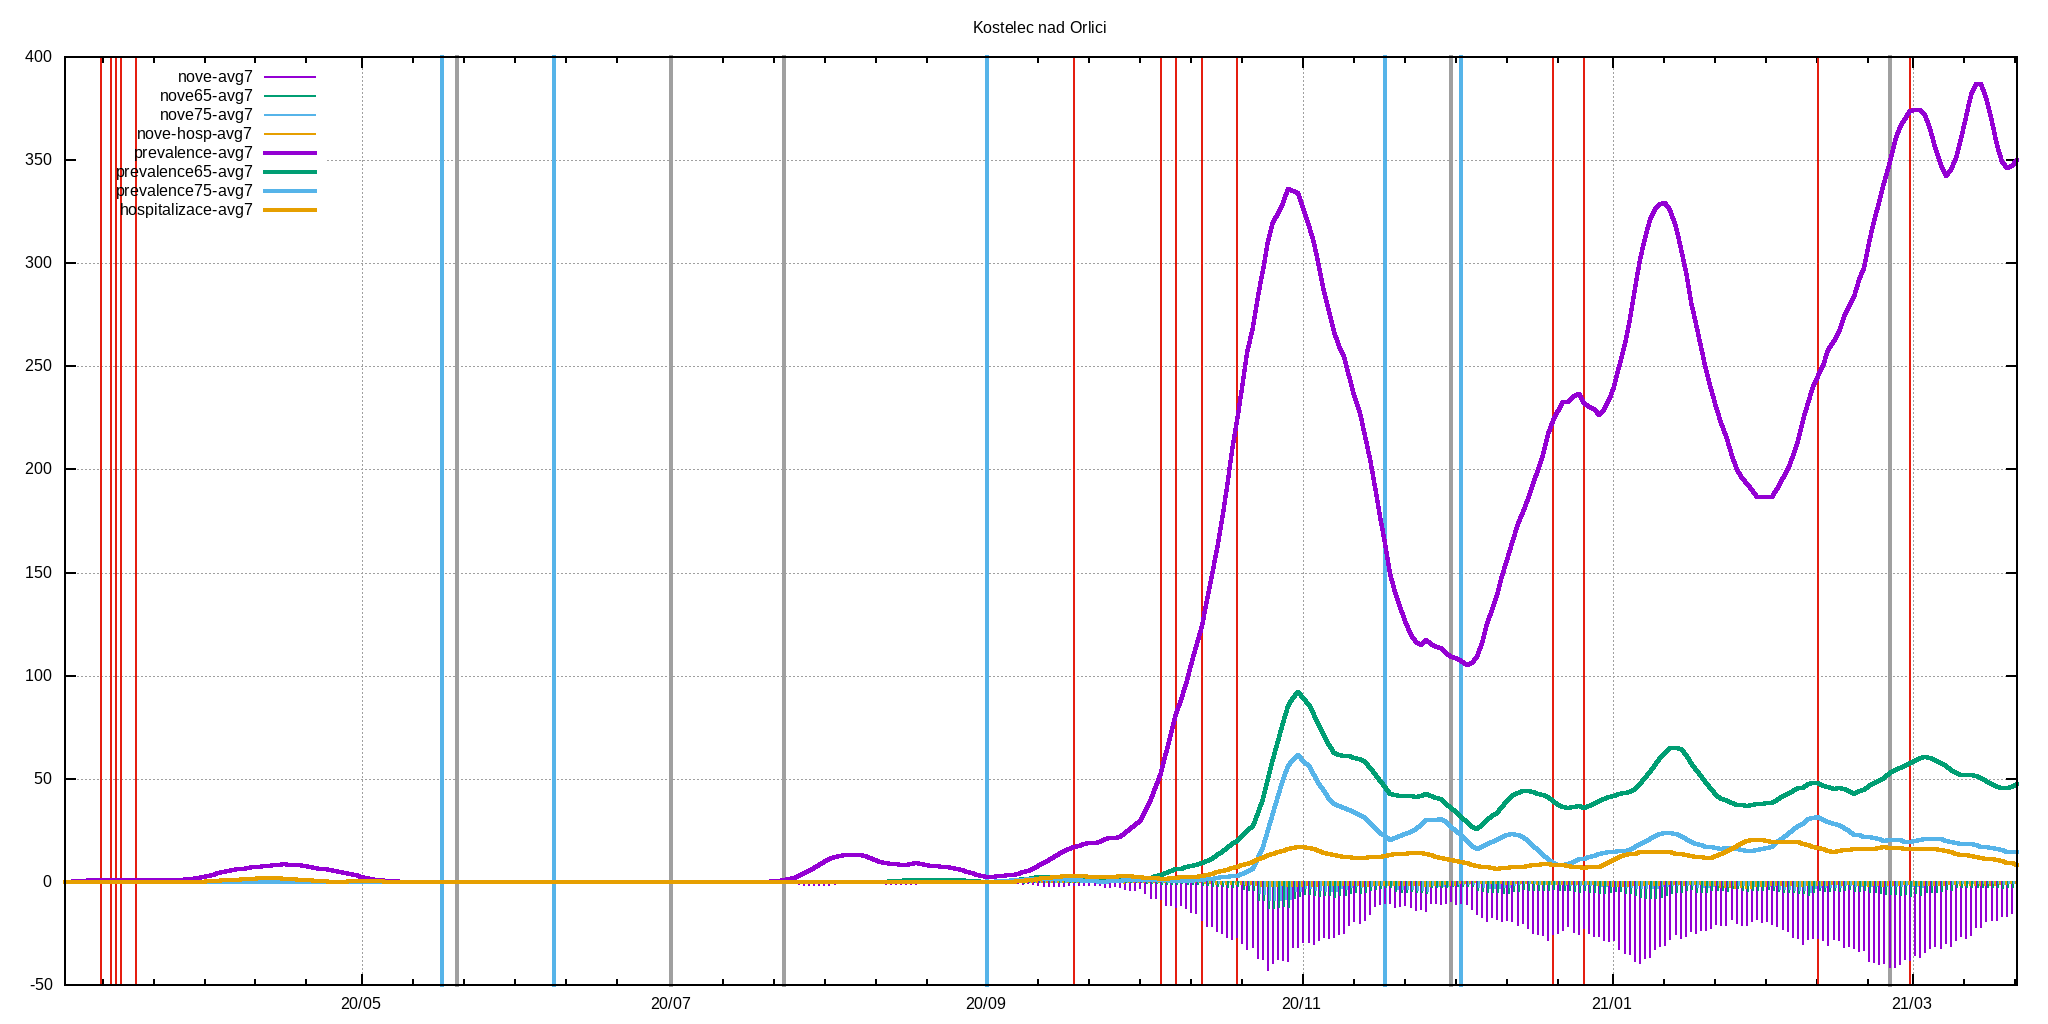 Kostelec nad Orlici
400
350
300
250
200
150
100
50
0
-50
nove-avg7
nove65-avg7
nove75-avg7
nove-hosp-avg7
prevalence-avg7
prevalence65-avg7
prevalence75-avg7
hospitalizace-avg7
20/05 20/07 20/09 20/11 21/01 21/03